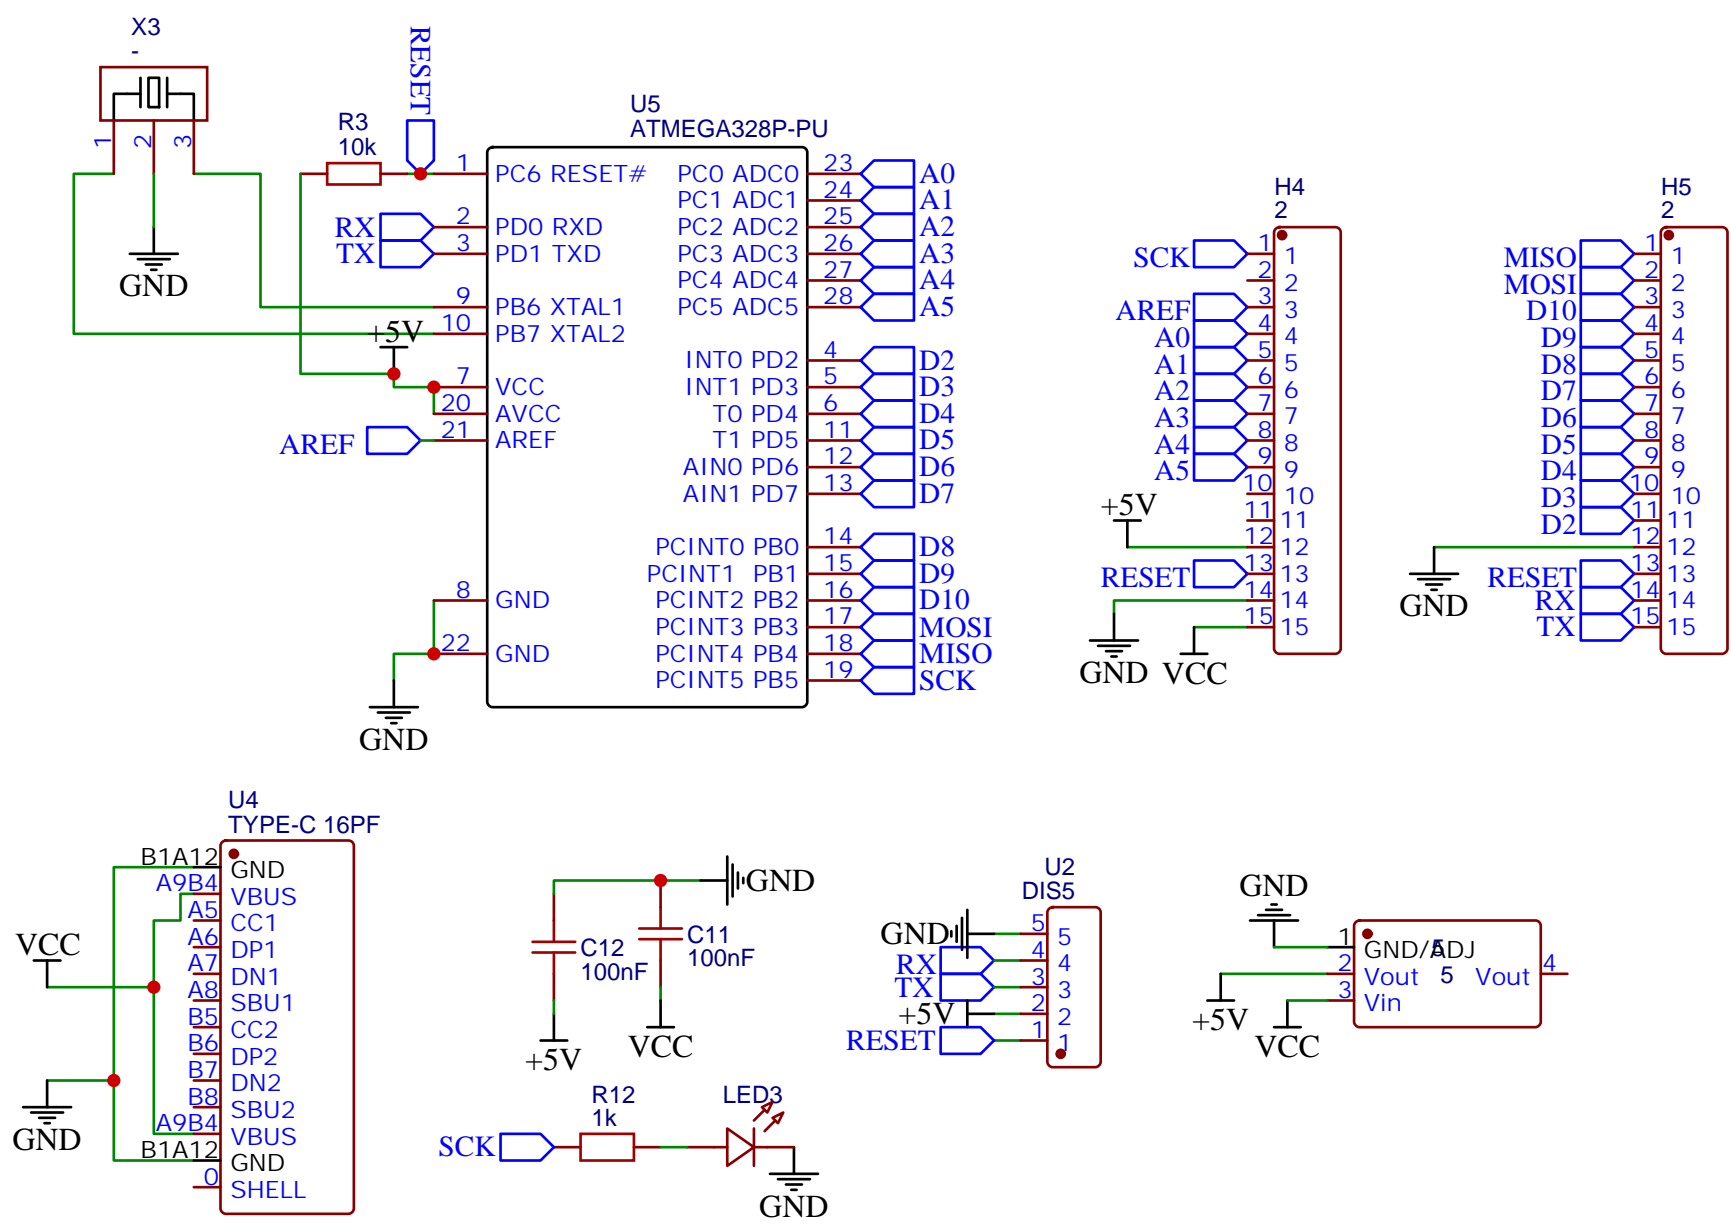 X3
-
1
2
3
GND
RESET
R3
10k
RX
TX
+5V
AREF
U5
ATMEGA328P-PU
1 PC6 RESET#
2 PD0 RXD
3 PD1 TXD
9 PB6 XTAL1
10 PB7 XTAL2
7 VCC
20 AVCC
21 AREF
8 GND
22 GND
GND
PC0 ADC0 23 A0
PC1 ADC1 24 A1
PC2 ADC2 25 A2
PC3 ADC3 26 A3
PC4 ADC4 27 A4
PC5 ADC5 28 A5
INT0 PD2 4 D2
INT1 PD3 5 D3
T0 PD4 6 D4
T1 PD5 11 D5
AIN0 PD6 12 D6
AIN1 PD7 13 D7
PCINT0 PB0 14 D8
PCINT1 PB1 15 D9
PCINT2 PB2 16 D10
PCINT3 PB3 17 MOSI
PCINT4 PB4 18 MISO
PCINT5 PB5 19 SCK
H4
2
SCK 1 1
2 2
AREF 3 3
A0 4 4
A1 5 5
A2 6 6
A3 7 7
A4 8 8
A5 9 9
10 10
11 11
+5V 12 12
RESET 13 13
14 14
15 15
GND VCC
H5
2
MISO 1 1
MOSI 2 2
D10 3 3
D9 4 4
D8 5 5
D7 6 6
D6 7 7
D5 8 8
D4 9 9
D3 10 10
D2 11 11
12 12
GND
RESET 13 13
RX 14 14
TX 15 15
U4
TYPE-C 16PF
B1A12 GND
A9B4 VBUS
A5 CC1
A6 DP1
A7 DN1
A8 SBU1
B5 CC2
B6 DP2
B7 DN2
B8 SBU2
A9B4 VBUS
B1A12 GND
0 SHELL
VCC
GND
GND
C12
100nF
C11
100nF
+5V
VCC
SCK
R12
1k
LED3
GND
U2
DIS5
GND 5 5
RX 4 4
TX 3 3
+5V 2 2
RESET 1 1
GND
1 GND/ADJ
2 Vout 5 Vout 4
3 Vin
+5V
VCC